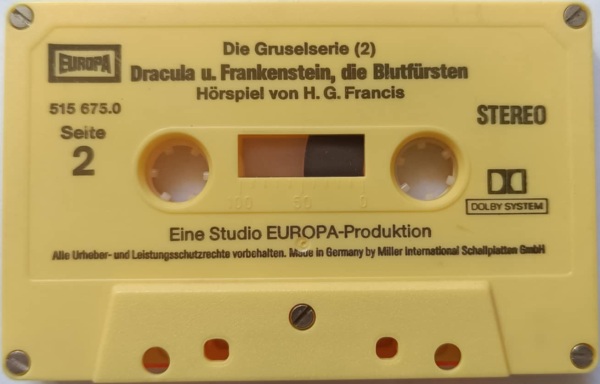 EUROPA
Die Gruselserie (2)
Dracula u. Frankenstein, die Blutfürsten
Hörspiel von H. G. Francis
515 675.0
STEREO
Seite
2
100 50 0
DOLBY SYSTEM
Eine Studio EUROPA-Produktion
Alle Urheber- und Leistungsschutzrechte vorbehalten. Made in Germany by Miller International Schallplatten GmbH